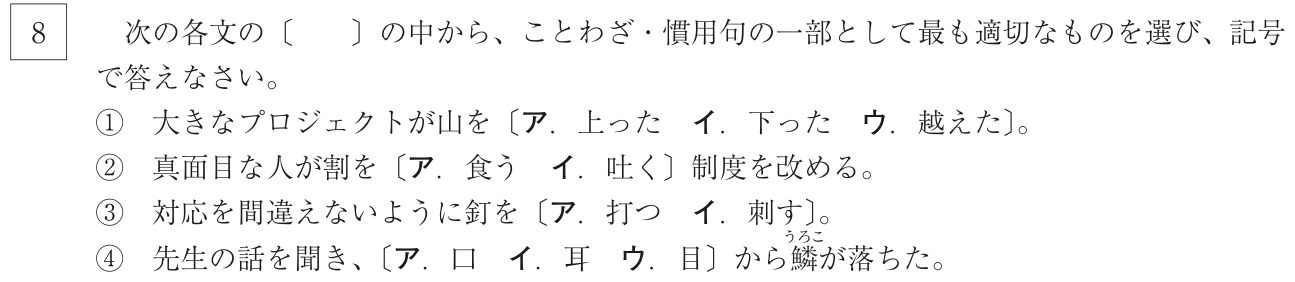 8 次の各文の〔　　〕の中から、ことわざ・慣用句の一部として最も適切なものを選び、記号
で答えなさい。
① 大きなプロジェクトが山を〔ア．上った　イ．下った　ウ．越えた〕。
② 真面目な人が割を〔ア．食う　イ．吐く〕制度を改める。
③ 対応を間違えないように釘を〔ア．打つ　イ．刺す〕。
④ 先生の話を聞き、〔ア．口　イ．耳　ウ．目〕から鱗（うろこ）が落ちた。